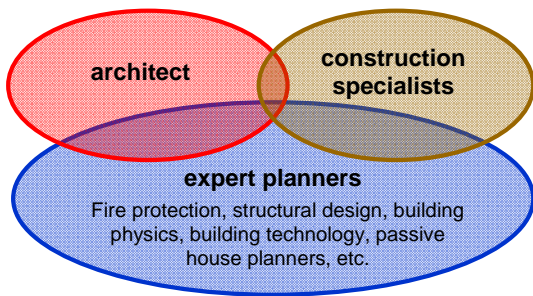 architect
construction
specialists
expert planners
Fire protection, structural design, building
physics, building technology, passive
house planners, etc.